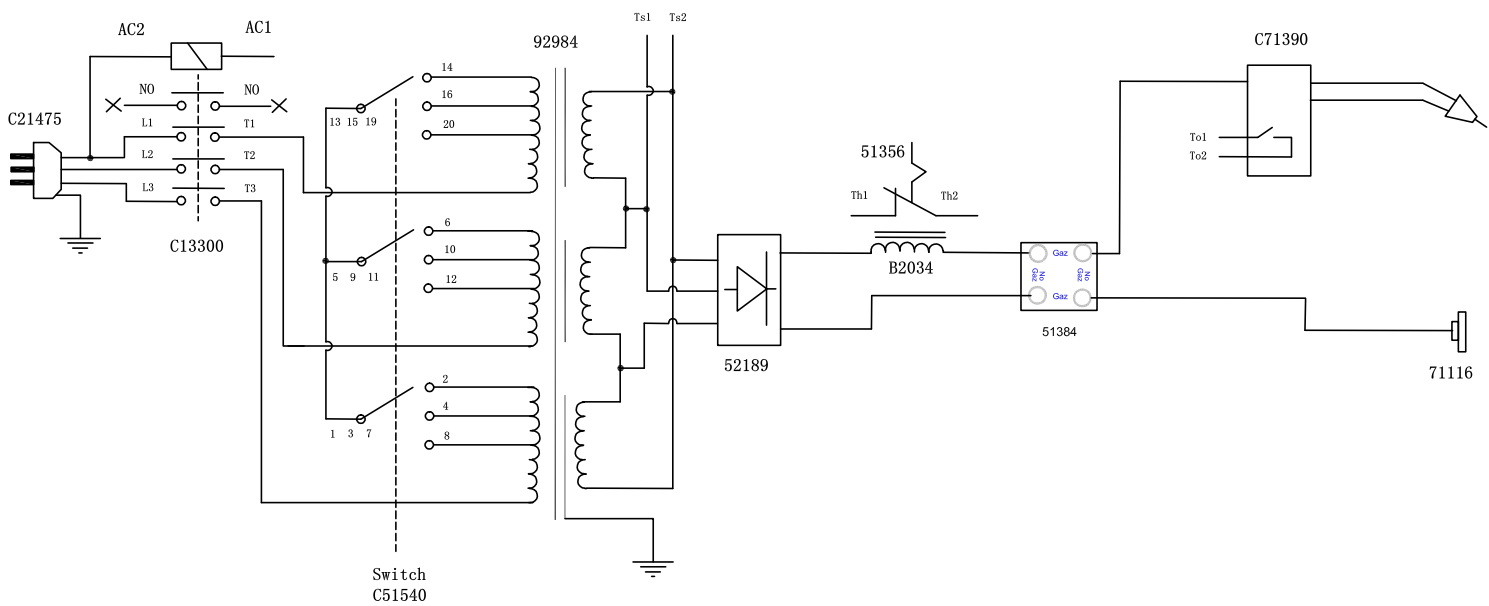 Ts1 Ts2
AC2 AC1
92984
C71390
14
NO NO
16
C21475
L1 T1
13 15 19
20
To1
To2
51356
L2 T2
L3 T3
Th1 Th2
6
C13300
10
5 9 11
12
B2034
Gaz
No Gaz
No Gaz
Gaz
51384
52189
71116
2
4
1 3 7
8
Switch
C51540